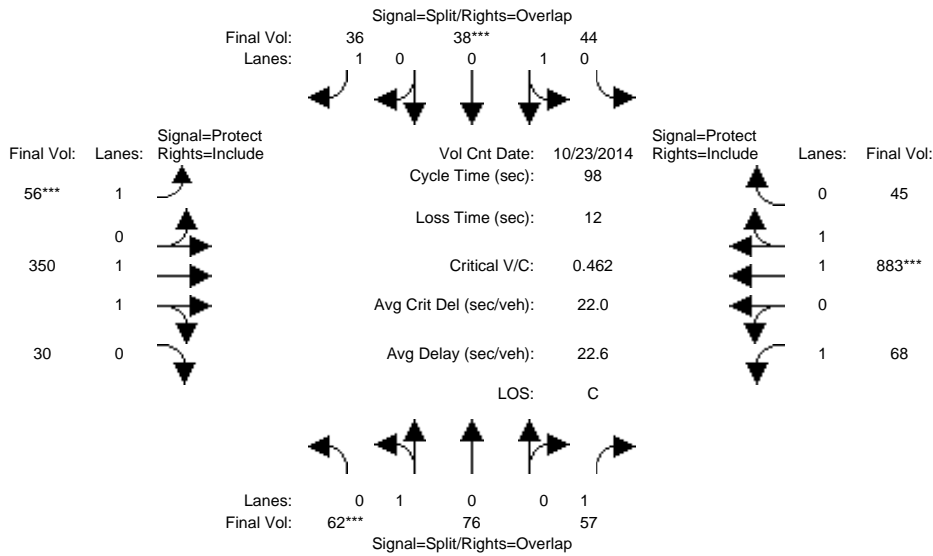 Signal=Split/Rights=Overlap
Final Vol: 36 38*** 44
Lanes: 1 0 0 1 0
Signal=Protect Signal=Protect
Final Vol: Lanes: Rights=Include Vol Cnt Date: 10/23/2014 Rights=Include Lanes: Final Vol:
Cycle Time (sec): 98
56*** 1 0 45
Loss Time (sec): 12
0 1
350 1 Critical V/C: 0.462 1 883***
1 Avg Crit Del (sec/veh): 22.0 0
30 0 Avg Delay (sec/veh): 22.6 1 68
LOS: C
Lanes: 0 1 0 0 1
Final Vol: 62*** 76 57
Signal=Split/Rights=Overlap